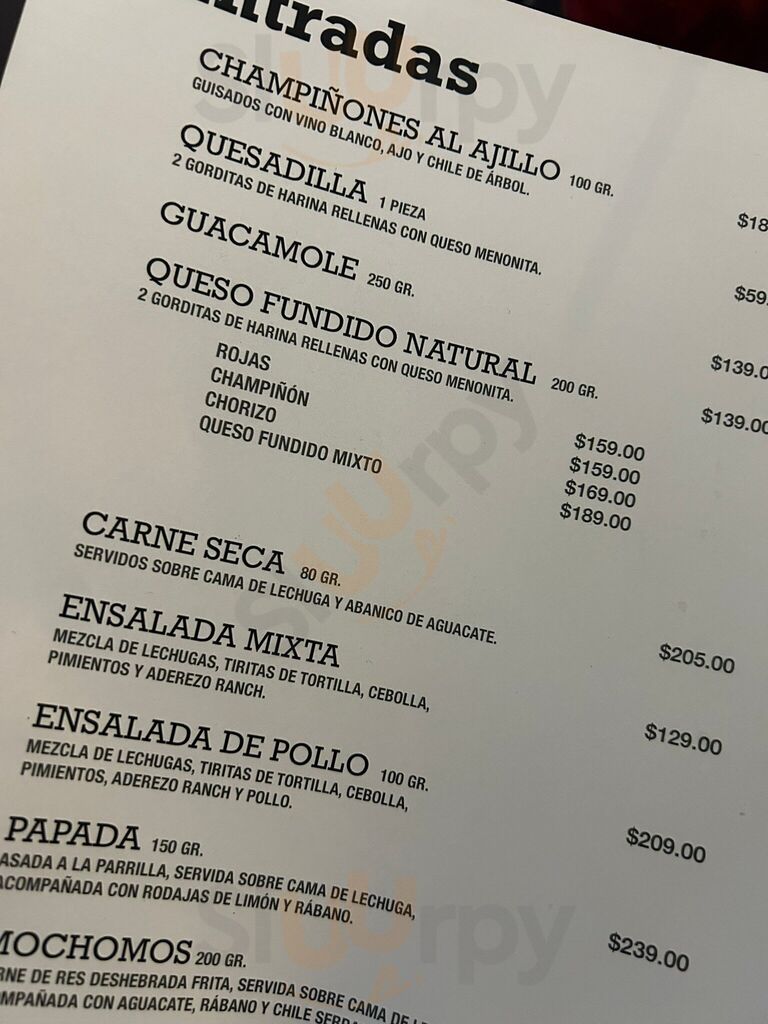 ntradas
CHAMPIÑONES AL AJILLO 100 GR.
GUISADOS CON VINO BLANCO, AJO Y CHILE DE ÁRBOL.
$18
QUESADILLA 1 PIEZA
2 GORDITAS DE HARINA RELLENAS CON QUESO MENONITA.
$59.
GUACAMOLE 250 GR.
$139.0
QUESO FUNDIDO NATURAL 200 GR.
$139.00
2 GORDITAS DE HARINA RELLENAS CON QUESO MENONITA.
ROJAS $159.00
CHAMPIÑÓN $159.00
CHORIZO $169.00
QUESO FUNDIDO MIXTO $189.00
CARNE SECA 80 GR.
SERVIDOS SOBRE CAMA DE LECHUGA Y ABANICO DE AGUACATE.
$205.00
ENSALADA MIXTA
MEZCLA DE LECHUGAS, TIRITAS DE TORTILLA, CEBOLLA,
PIMIENTOS Y ADEREZO RANCH.
$129.00
ENSALADA DE POLLO 100 GR.
MEZCLA DE LECHUGAS, TIRITAS DE TORTILLA, CEBOLLA,
PIMIENTOS, ADEREZO RANCH Y POLLO.
$209.00
PAPADA 150 GR.
ASADA A LA PARRILLA, SERVIDA SOBRE CAMA DE LECHUGA,
ACOMPAÑADA CON RODAJAS DE LIMÓN Y RÁBANO.
$239.00
MOCHOMOS 200 GR.
RNE DE RES DESHEBRADA FRITA, SERVIDA SOBRE CAMA DE
OMPAÑADA CON AGUACATE, RÁBANO Y CHILE
sluurpy
sluurpy
sluurpy